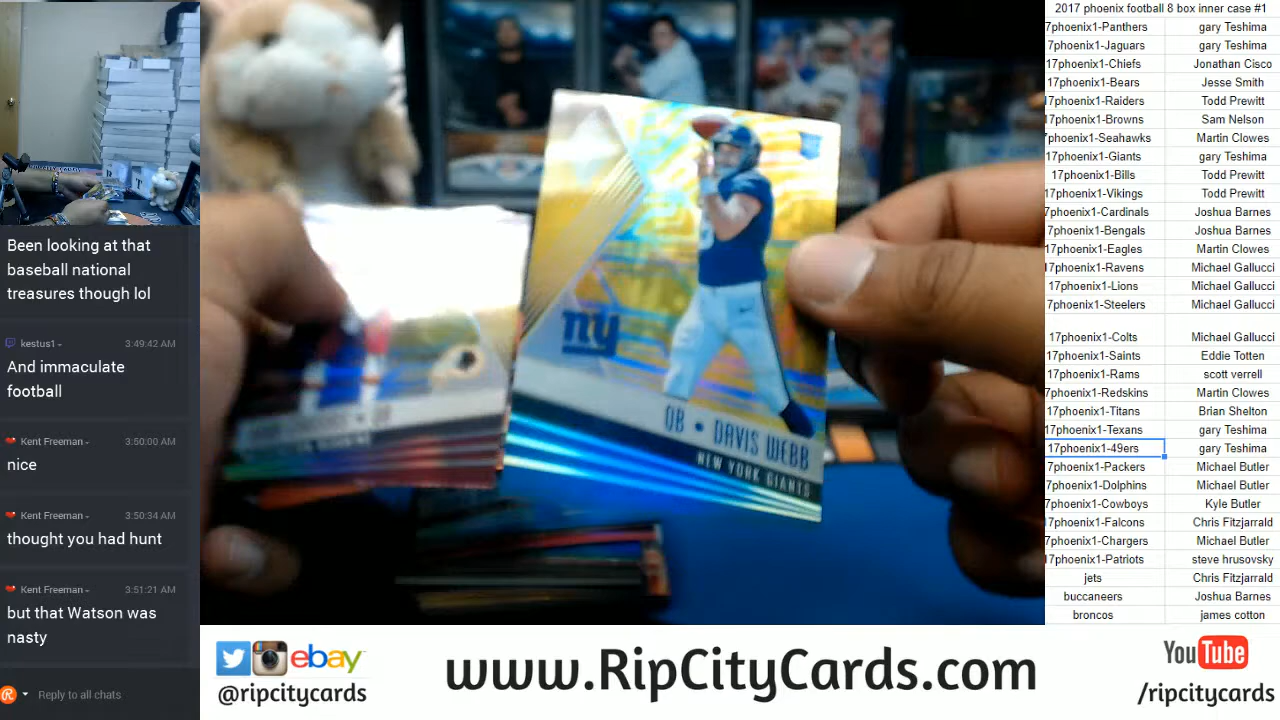 Been looking at that
baseball national
treasures though lol
kestus1
3:49:42 AM
And immaculate
football
Kent Freeman
3:50:00 AM
nice
Kent Freeman
3:50:34 AM
thought you had hunt
Kent Freeman
3:51:21 AM
but that Watson was
nasty
Reply to all chats
ny
QB • DAVIS WEBB
NEW YORK GIANTS
2017 phoenix football 8 box inner case #1
7phoenix1-Panthers gary Teshima
7phoenix1-Jaguars gary Teshima
17phoenix1-Chiefs Jonathan Cisco
17phoenix1-Bears Jesse Smith
17phoenix1-Raiders Todd Prewitt
17phoenix1-Browns Sam Nelson
7phoenix1-Seahawks Martin Clowes
17phoenix1-Giants gary Teshima
17phoenix1-Bills Todd Prewitt
7phoenix1-Vikings Todd Prewitt
7phoenix1-Cardinals Joshua Barnes
7phoenix1-Bengals Joshua Barnes
17phoenix1-Eagles Martin Clowes
17phoenix1-Ravens Michael Gallucci
17phoenix1-Lions Michael Gallucci
7phoenix1-Steelers Michael Gallucci
17phoenix1-Colts Michael Gallucci
17phoenix1-Saints Eddie Totten
17phoenix1-Rams scott verrell
7phoenix1-Redskins Martin Clowes
17phoenix1-Titans Brian Shelton
17phoenix1-Texans gary Teshima
17phoenix1-49ers gary Teshima
7phoenix1-Packers Michael Butler
7phoenix1-Dolphins Michael Butler
7phoenix1-Cowboys Kyle Butler
17phoenix1-Falcons Chris Fitzjarrald
7phoenix1-Chargers Michael Butler
17phoenix1-Patriots steve hrusovsky
jets Chris Fitzjarrald
buccaneers Joshua Barnes
broncos james cotton
ebay
@ripcitycards
www.RipCityCards.com
YouTube
/ripcitycards